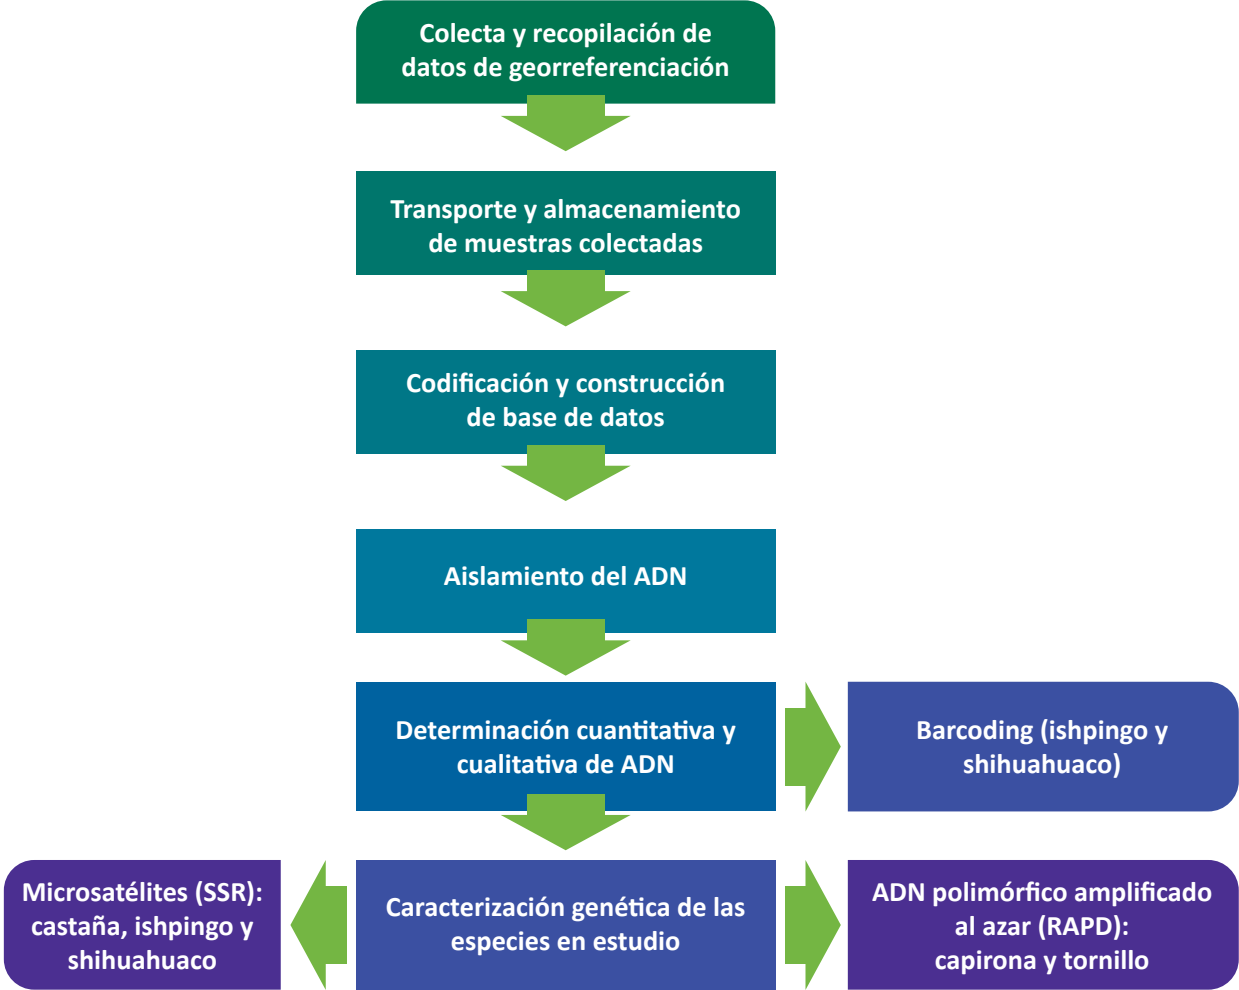 Colecta y recopilación de
datos de georreferenciación
Transporte y almacenamiento
de muestras colectadas
Codificación y construcción
de base de datos
Aislamiento del ADN
Determinación cuantitativa y
cualitativa de ADN
Barcoding (ishpingo y
shihuahuaco)
Microsatélites (SSR):
castaña, ishpingo y
shihuahuaco
Caracterización genética de las
especies en estudio
ADN polimórfico amplificado
al azar (RAPD):
capirona y tornillo